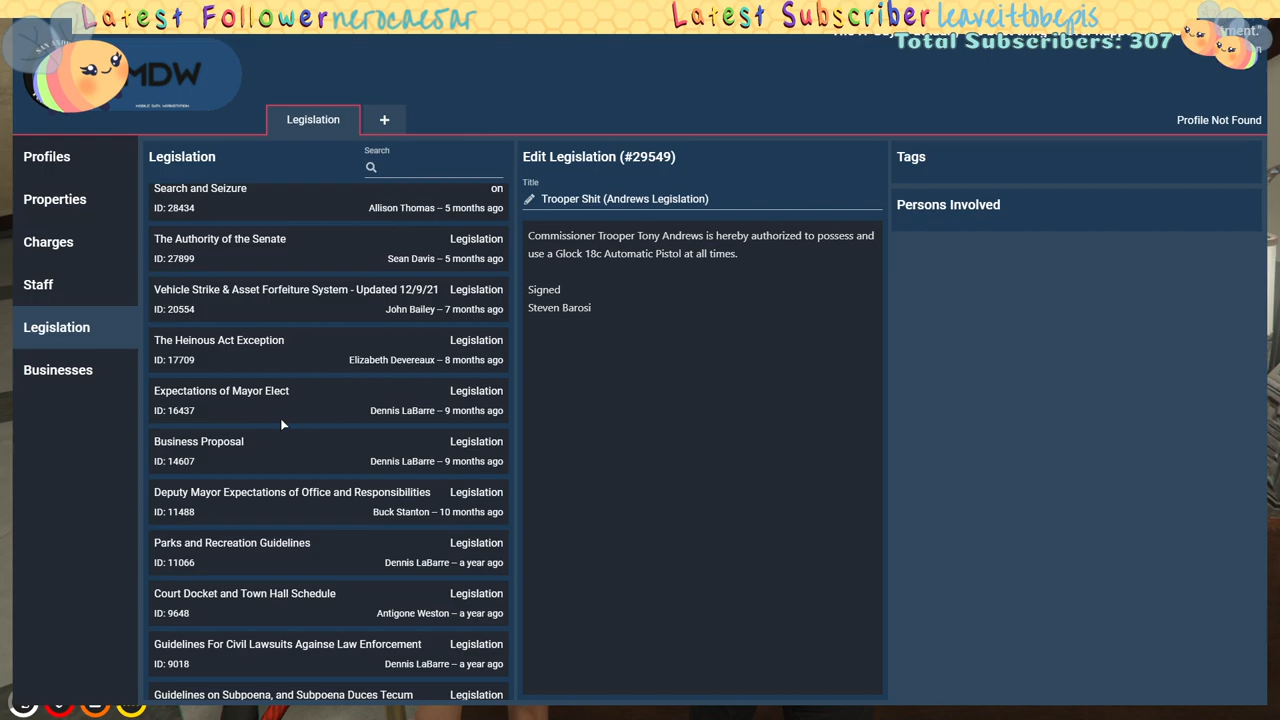 Latest Follower nerocaesar
Latest Subscriber leaveittobepis
Total Subscribers: 307
MDW
MOBILE DATA WORKSTATION
Legislation
+
Profile Not Found
Profiles
Properties
Charges
Staff
Legislation
Businesses
Legislation
Search
Search and Seizure on
ID: 28434 Allison Thomas – 5 months ago
The Authority of the Senate Legislation
ID: 27899 Sean Davis – 5 months ago
Vehicle Strike & Asset Forfeiture System - Updated 12/9/21 Legislation
ID: 20554 John Bailey – 7 months ago
The Heinous Act Exception Legislation
ID: 17709 Elizabeth Devereaux – 8 months ago
Expectations of Mayor Elect Legislation
ID: 16437 Dennis LaBarre – 9 months ago
Business Proposal Legislation
ID: 14607 Dennis LaBarre – 9 months ago
Deputy Mayor Expectations of Office and Responsibilities Legislation
ID: 11488 Buck Stanton – 10 months ago
Parks and Recreation Guidelines Legislation
ID: 11066 Dennis LaBarre – a year ago
Court Docket and Town Hall Schedule Legislation
ID: 9648 Antigone Weston – a year ago
Guidelines For Civil Lawsuits Againse Law Enforcement Legislation
ID: 9018 Dennis LaBarre – a year ago
Guidelines on Subpoena, and Subpoena Duces Tecum Legislation
Edit Legislation (#29549)
Title
Trooper Shit (Andrews Legislation)
Commissioner Trooper Tony Andrews is hereby authorized to possess and
use a Glock 18c Automatic Pistol at all times.
Signed
Steven Barosi
Tags
Persons Involved